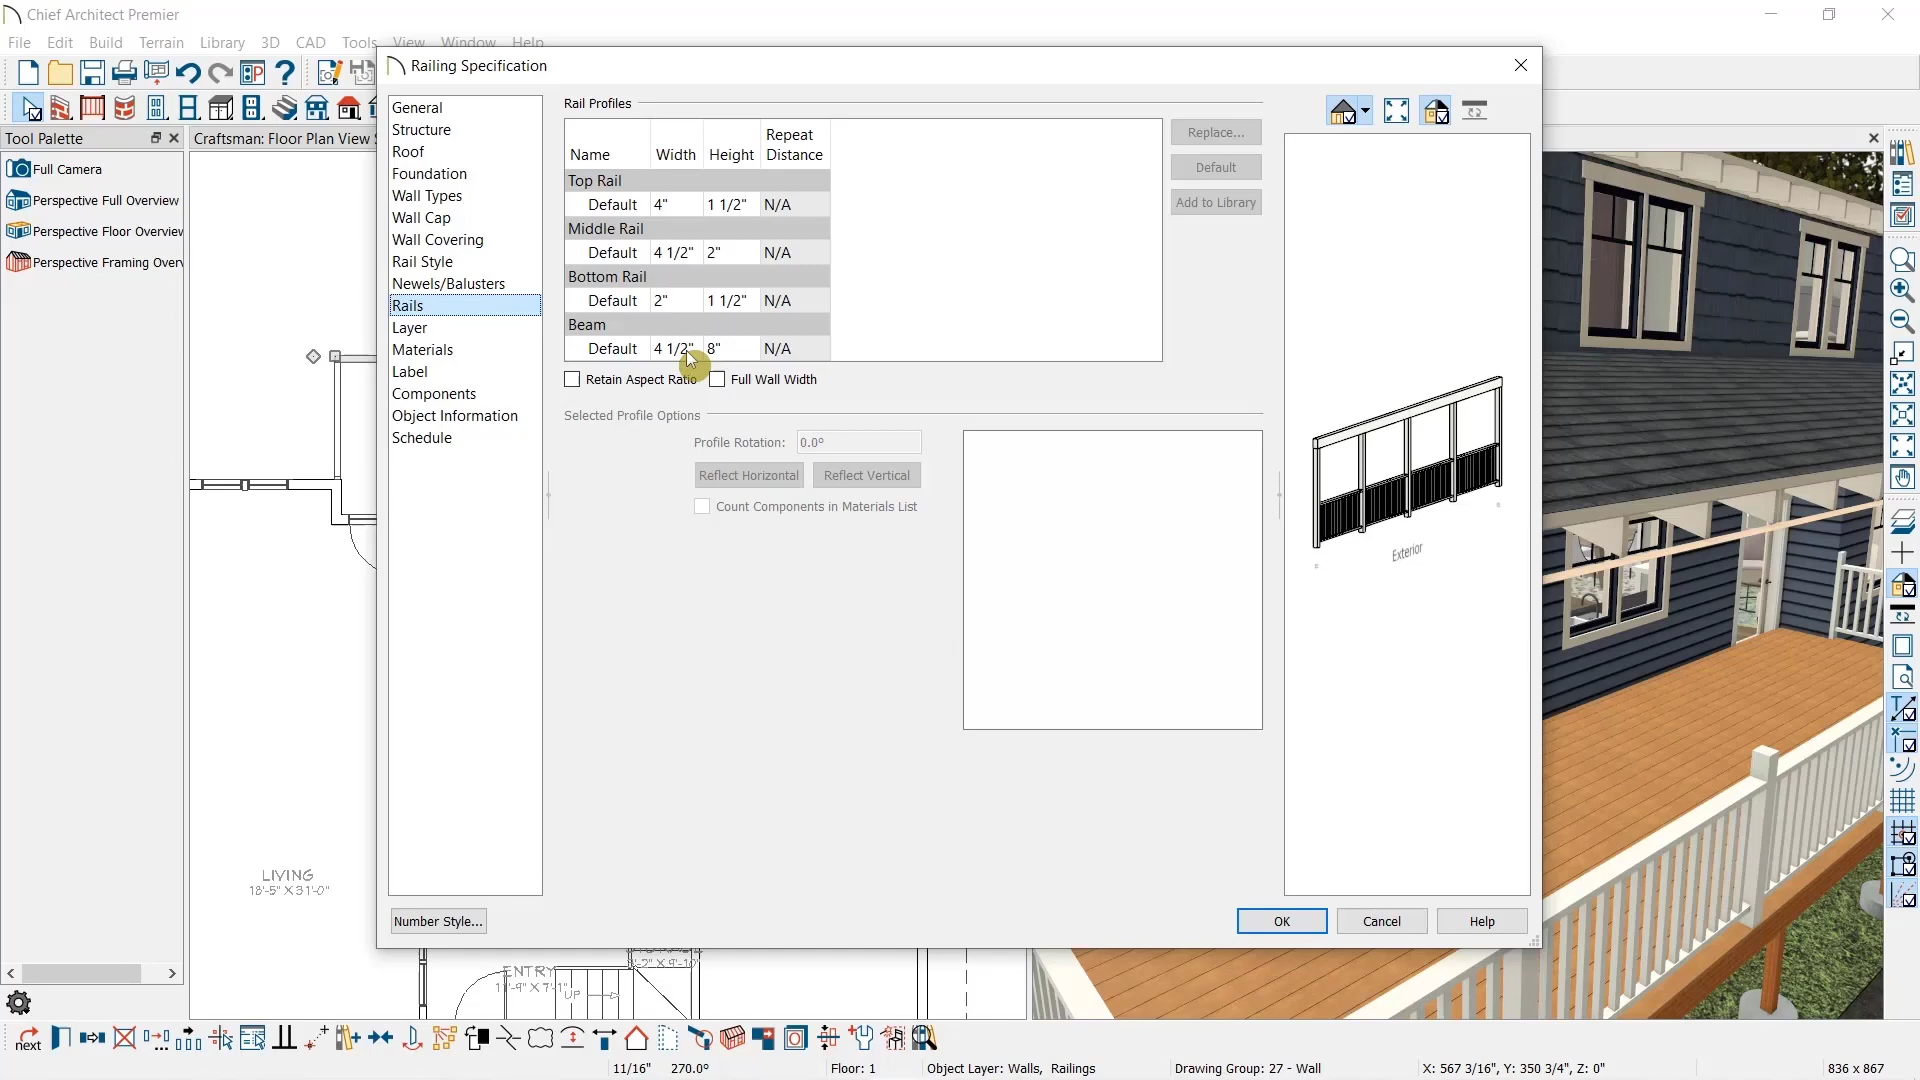 Chief Architect Premier
File Edit Build Terrain Library 3D CAD Tools View Window Help
Railing Specification
Tool Palette
Craftsman: Floor Plan View
Full Camera
Perspective Full Overview
Perspective Floor Overview
Perspective Framing Overv
General
Structure
Roof
Foundation
Wall Types
Wall Cap
Wall Covering
Rail Style
Newels/Balusters
Rails
Layer
Materials
Label
Components
Object Information
Schedule
Rail Profiles
Name Width Height Repeat Distance
Top Rail
Default 4" 1 1/2" N/A
Middle Rail
Default 4 1/2" 2" N/A
Bottom Rail
Default 2" 1 1/2" N/A
Beam
Default 4 1/2" 8" N/A
Replace...
Default
Add to Library
Retain Aspect Ratio Full Wall Width
Selected Profile Options
Profile Rotation: 0.0°
Reflect Horizontal Reflect Vertical
Count Components in Materials List
Exterior
Number Style... OK Cancel Help
LIVING
18'-5" X 31'-0"
ENTRY
11'-9" X 7'-1"
UP
next
11/16" 270.0° Floor: 1 Object Layer: Walls, Railings Drawing Group: 27 - Wall X: 567 3/16", Y: 350 3/4", Z: 0" 836 x 867